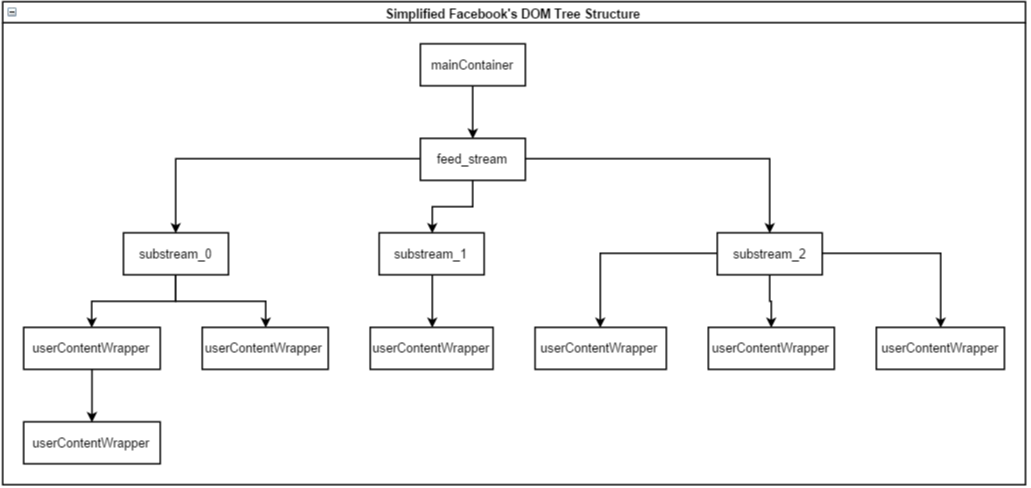 Simplified Facebook's DOM Tree Structure
mainContainer
feed_stream
substream_0
substream_1
substream_2
userContentWrapper
userContentWrapper
userContentWrapper
userContentWrapper
userContentWrapper
userContentWrapper
userContentWrapper